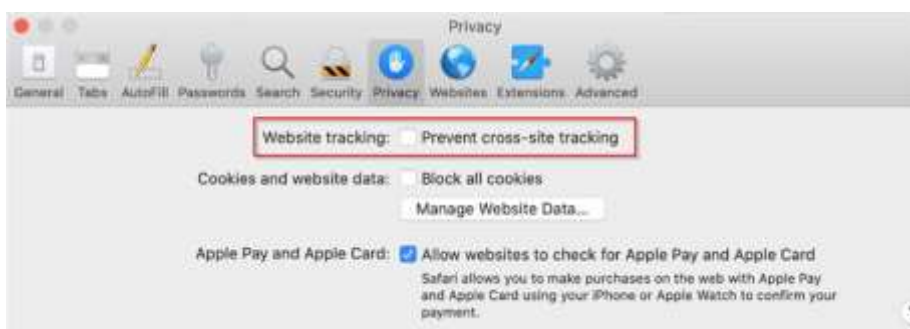 Privacy
General Tabs AutoFill Passwords Search Security Privacy Websites Extensions Advanced
Website tracking: Prevent cross-site tracking
Cookies and website data: Block all cookies
Manage Website Data...
Apple Pay and Apple Card: Allow websites to check for Apple Pay and Apple Card
Safari allows you to make purchases on the web with Apple Pay
and Apple Card using your iPhone or Apple Watch to confirm your
payment.